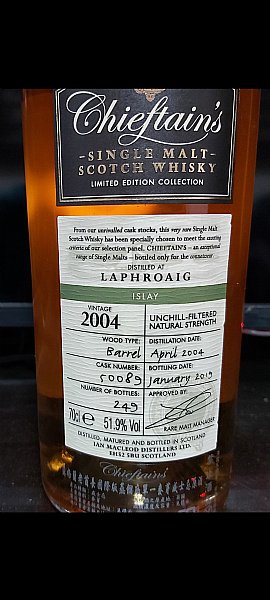 Chieftain's
-SINGLE MALT-
SCOTCH WHISKY
LIMITED EDITION COLLECTION
From our unrivalled cask stocks, this very rare Single Malt
Scotch Whisky has been specially chosen to meet the exacting
criteria of our selection panel. CHIEFTAIN'S – an exceptional
range of Single Malts – bottled only for the connoisseur
DISTILLED AT
LAPHROAIG
ISLAY
VINTAGE
2004
UNCHILL-FILTERED
NATURAL STRENGTH
WOOD TYPE:
Barrel
DISTILLATION DATE:
April 2004
CASK NUMBER:
50089
BOTTLING DATE:
January 2019
NUMBER OF BOTTLES:
249
APPROVED BY:
70cl e 51.9% Vol
RARE MALT MANAGER
DISTILLED, MATURED AND BOTTLED IN SCOTLAND
IAN MACLEOD DISTILLERS LTD.
EH52 5BU SCOTLAND
Chieftain's